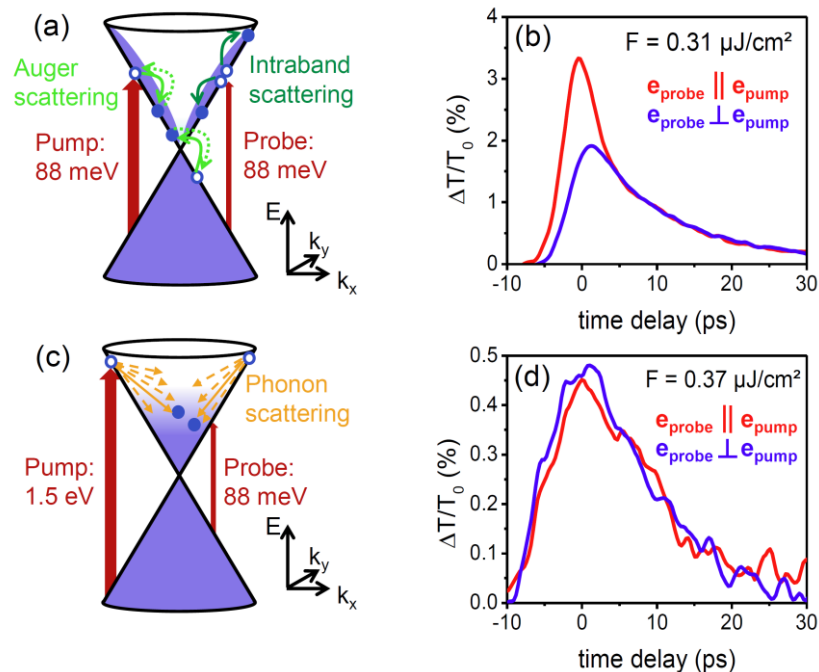 (a)
Auger
scattering
Intraband
scattering
Pump:
88 meV
Probe:
88 meV
E
k_y
k_x
(b)
F = 0.31 µJ/cm²
e_probe || e_pump
e_probe ⊥ e_pump
ΔT/T_0 (%)
4
3
2
1
0
-10 0 10 20 30
time delay (ps)
(c)
Phonon
scattering
Pump:
1.5 eV
Probe:
88 meV
E
k_y
k_x
(d)
F = 0.37 µJ/cm²
e_probe || e_pump
e_probe ⊥ e_pump
ΔT/T_0 (%)
0.5
0.4
0.3
0.2
0.1
0.0
-10 0 10 20 30
time delay (ps)